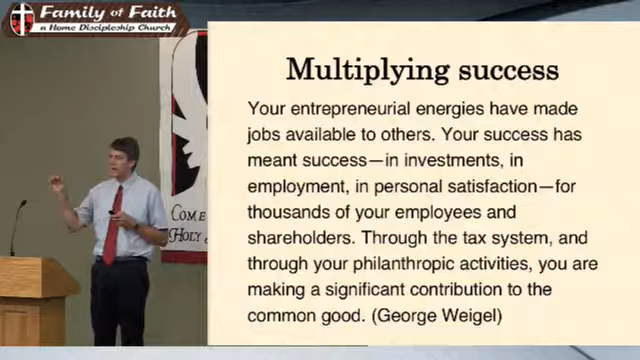 Family of Faith
a Home Discipleship Church
Multiplying success
Your entrepreneurial energies have made
jobs available to others. Your success has
meant success—in investments, in
employment, in personal satisfaction—for
thousands of your employees and
shareholders. Through the tax system, and
through your philanthropic activities, you are
making a significant contribution to the
common good. (George Weigel)
COME
HOLY